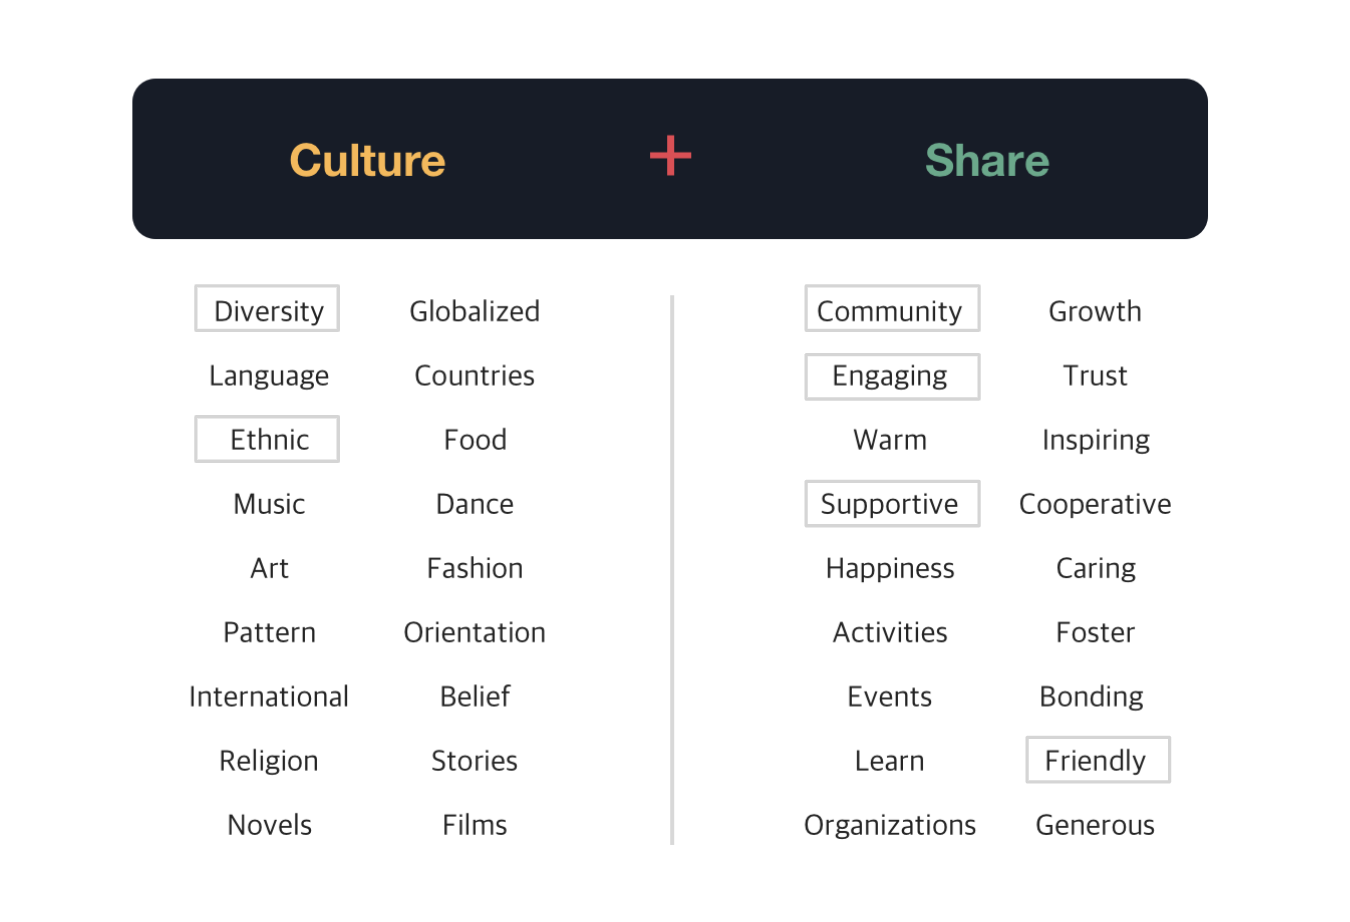 Culture + Share
Diversity Globalized Community Growth
Language Countries Engaging Trust
Ethnic Food Warm Inspiring
Music Dance Supportive Cooperative
Art Fashion Happiness Caring
Pattern Orientation Activities Foster
International Belief Events Bonding
Religion Stories Learn Friendly
Novels Films Organizations Generous